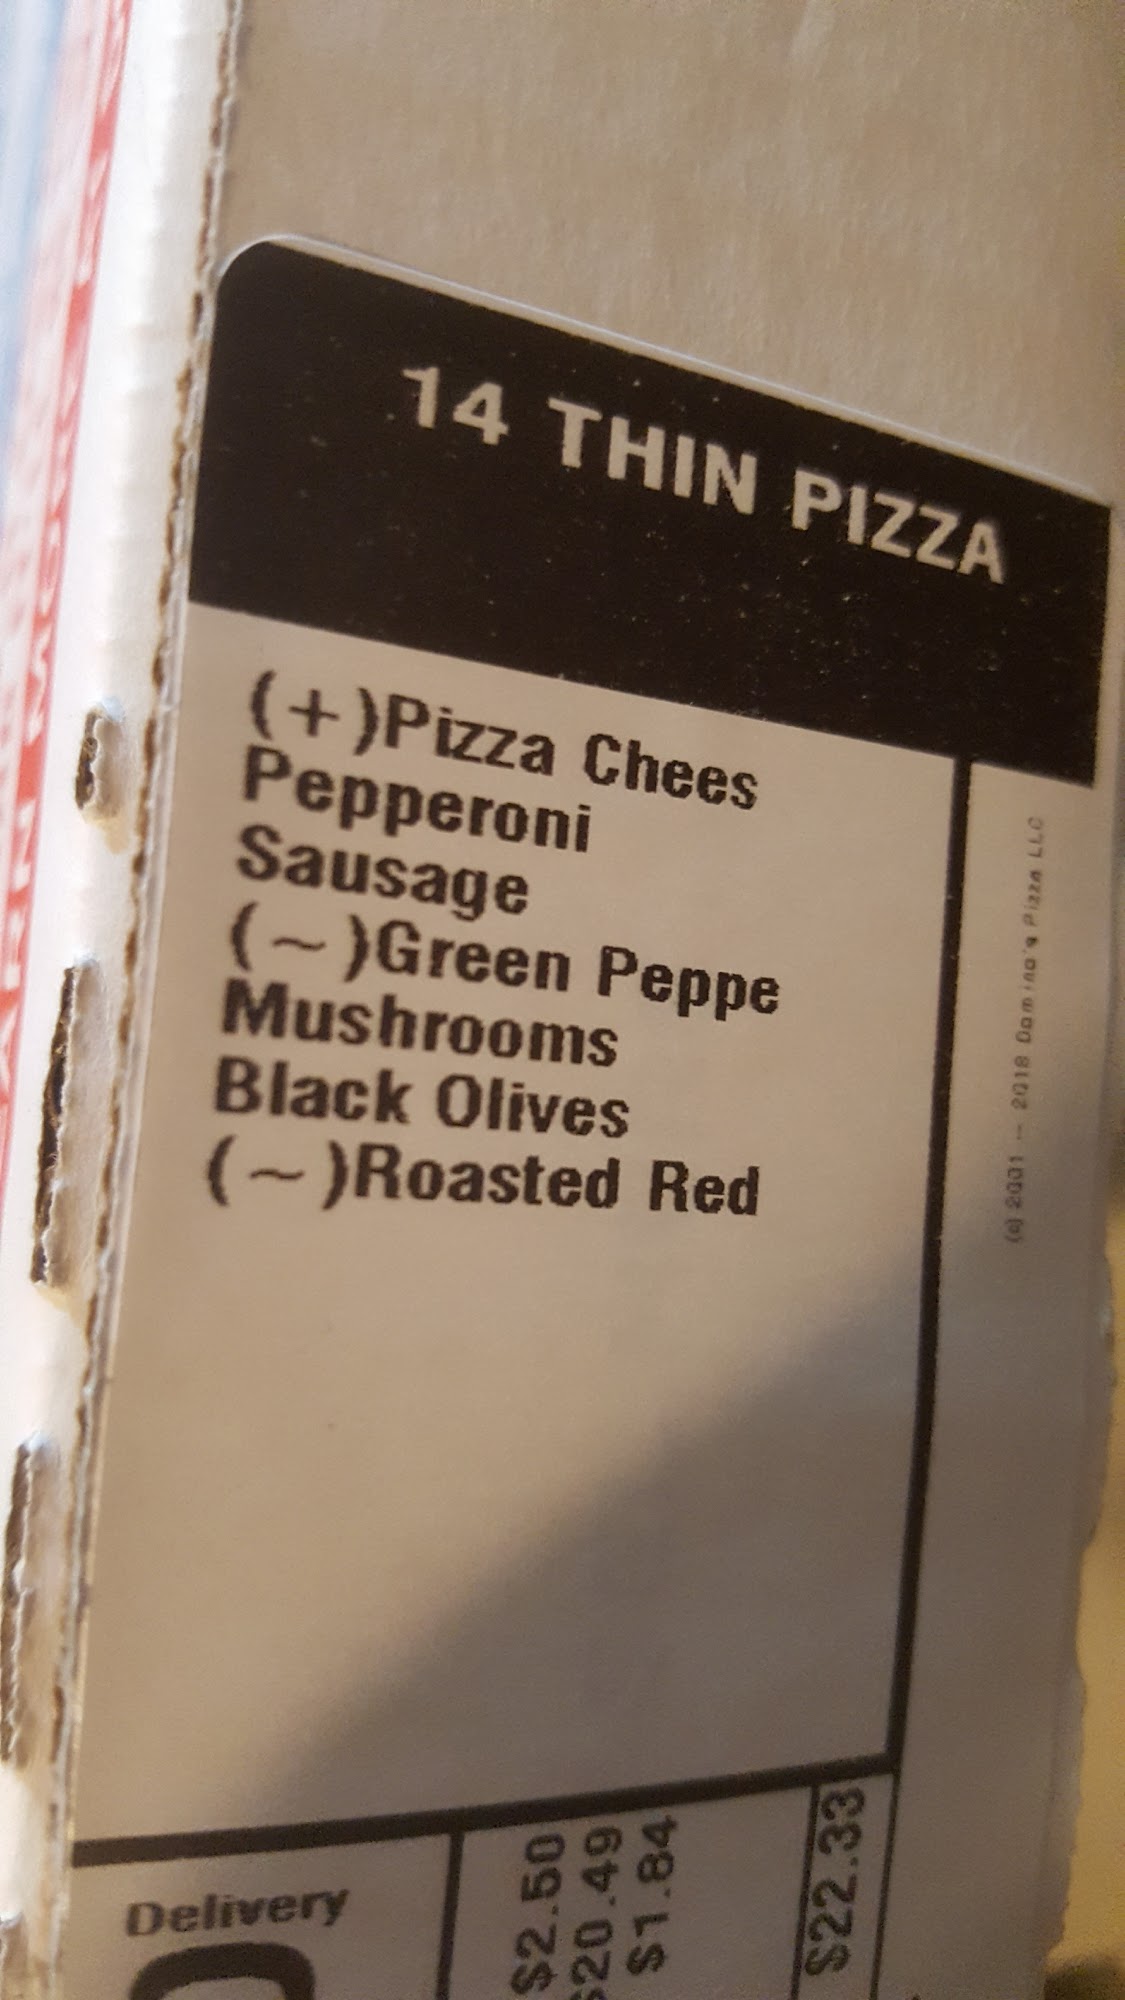 14 THIN PIZZA
(+)Pizza Chees
Pepperoni
Sausage
(~)Green Peppe
Mushrooms
Black Olives
(~)Roasted Red
(c) 2001 - 2018 Domino's Pizza LLC
Delivery
$2.50
$20.49
$1.84
$22.33